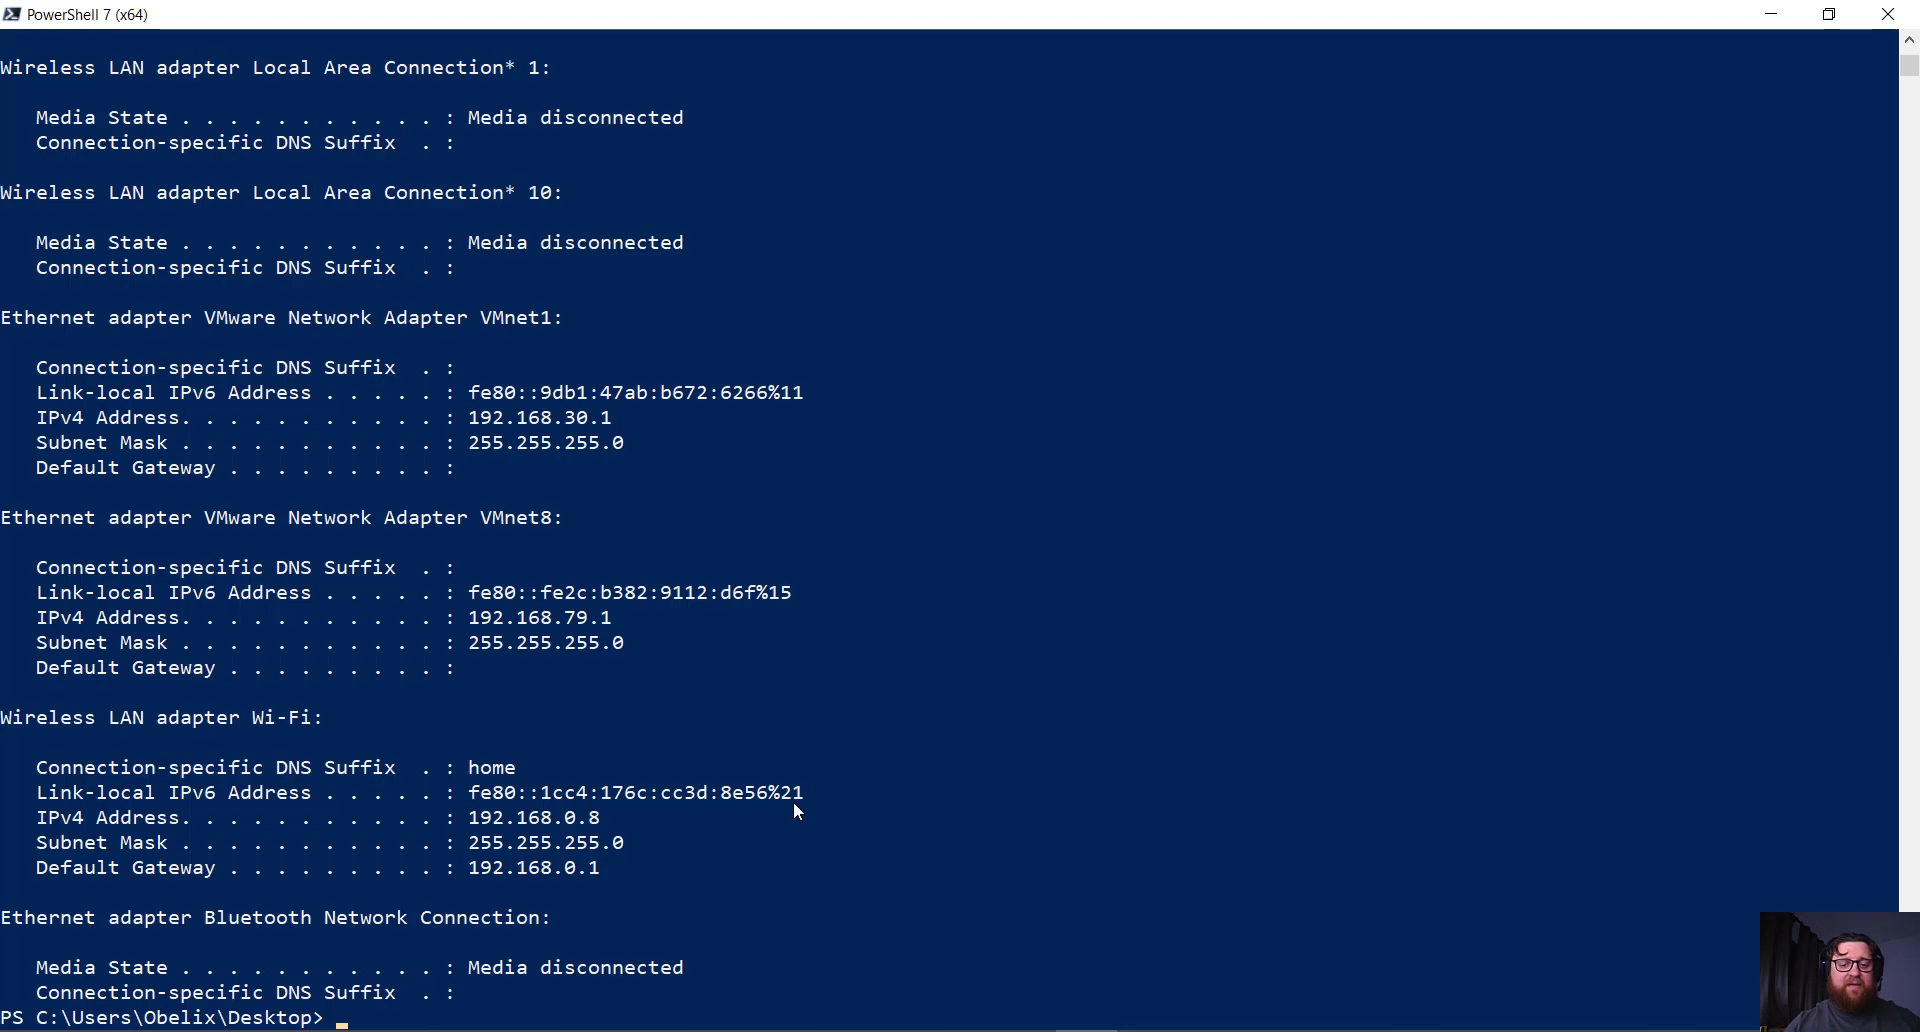 PowerShell 7 (x64)
Wireless LAN adapter Local Area Connection* 1:
Media State . . . . . . . . . . . : Media disconnected
Connection-specific DNS Suffix  . :
Wireless LAN adapter Local Area Connection* 10:
Media State . . . . . . . . . . . : Media disconnected
Connection-specific DNS Suffix  . :
Ethernet adapter VMware Network Adapter VMnet1:
Connection-specific DNS Suffix  . :
Link-local IPv6 Address . . . . . : fe80::9db1:47ab:b672:6266%11
IPv4 Address. . . . . . . . . . . : 192.168.30.1
Subnet Mask . . . . . . . . . . . : 255.255.255.0
Default Gateway . . . . . . . . . :
Ethernet adapter VMware Network Adapter VMnet8:
Connection-specific DNS Suffix  . :
Link-local IPv6 Address . . . . . : fe80::fe2c:b382:9112:d6f%15
IPv4 Address. . . . . . . . . . . : 192.168.79.1
Subnet Mask . . . . . . . . . . . : 255.255.255.0
Default Gateway . . . . . . . . . :
Wireless LAN adapter Wi-Fi:
Connection-specific DNS Suffix  . : home
Link-local IPv6 Address . . . . . : fe80::1cc4:176c:cc3d:8e56%21
IPv4 Address. . . . . . . . . . . : 192.168.0.8
Subnet Mask . . . . . . . . . . . : 255.255.255.0
Default Gateway . . . . . . . . . : 192.168.0.1
Ethernet adapter Bluetooth Network Connection:
Media State . . . . . . . . . . . : Media disconnected
Connection-specific DNS Suffix  . :
PS C:\Users\Obelix\Desktop>